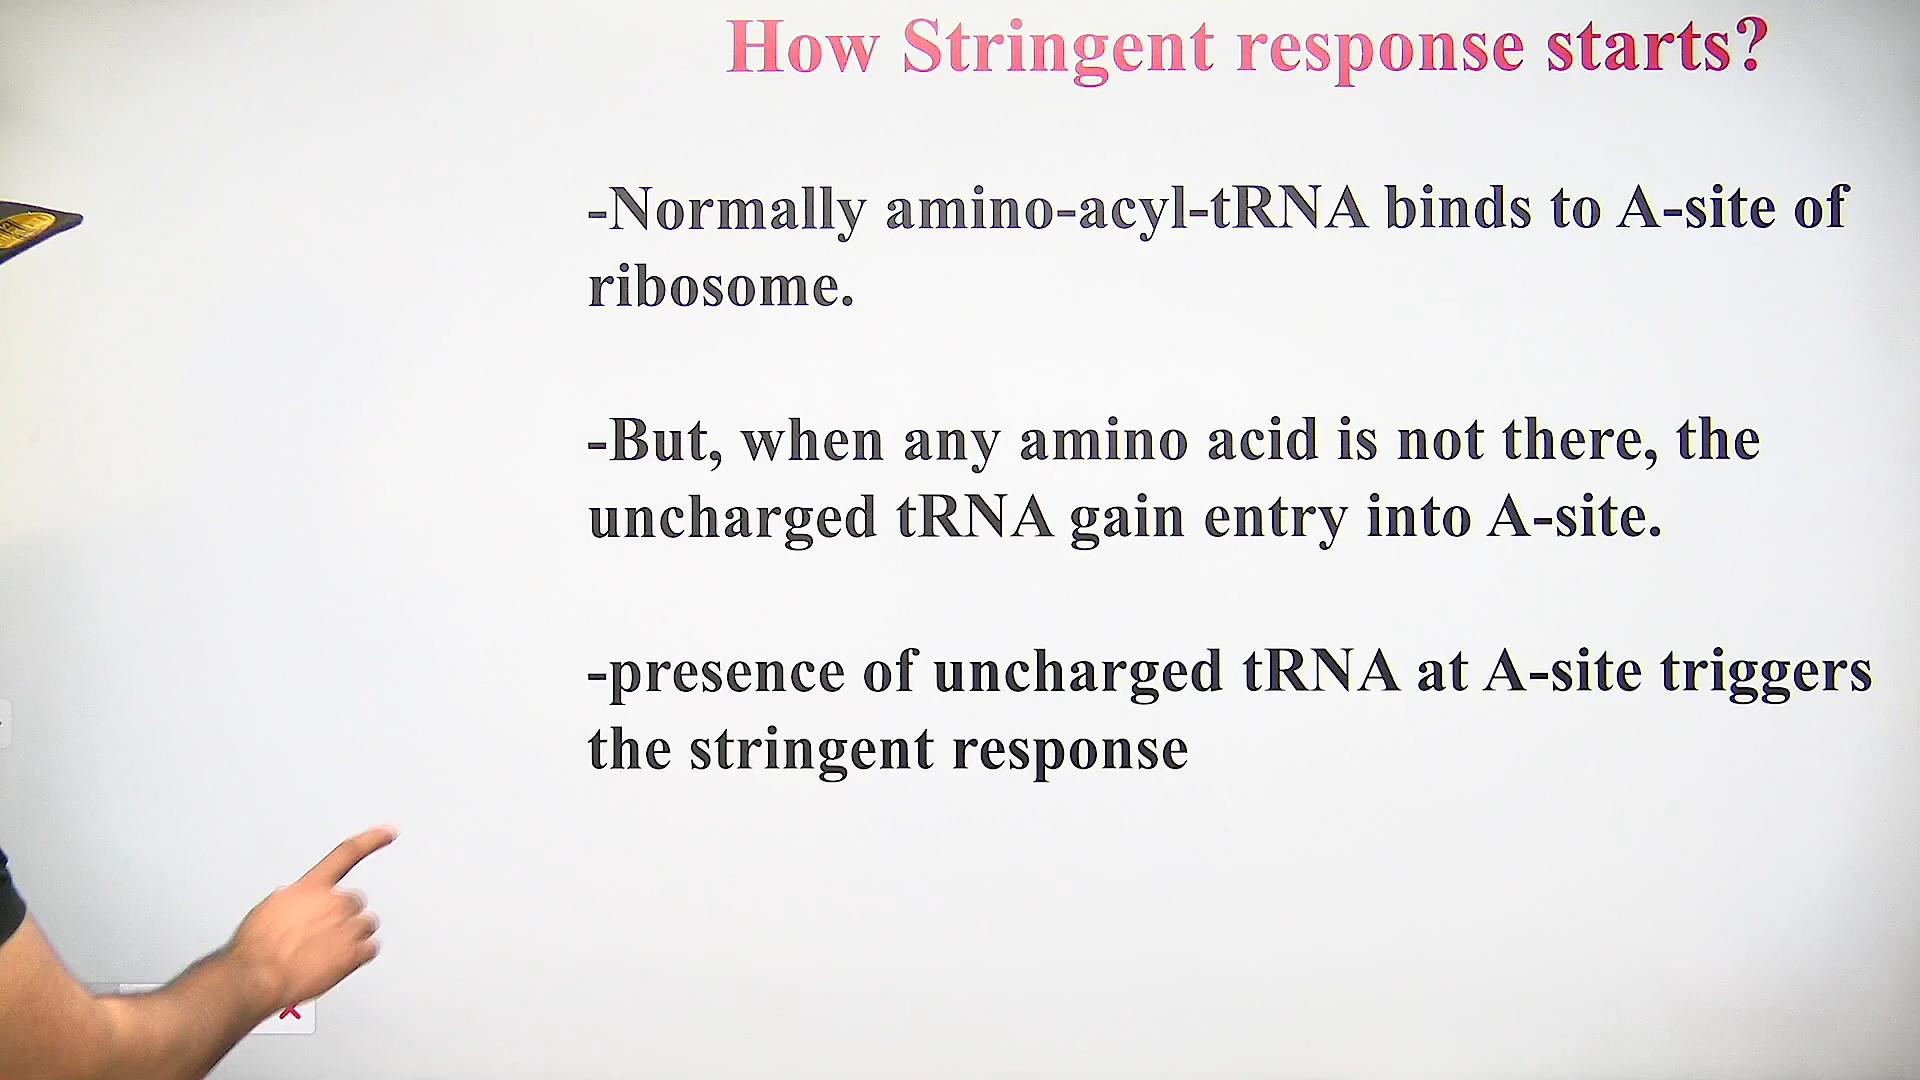 How Stringent response starts?
-Normally amino-acyl-tRNA binds to A-site of
ribosome.
-But, when any amino acid is not there, the
uncharged tRNA gain entry into A-site.
-presence of uncharged tRNA at A-site triggers
the stringent response